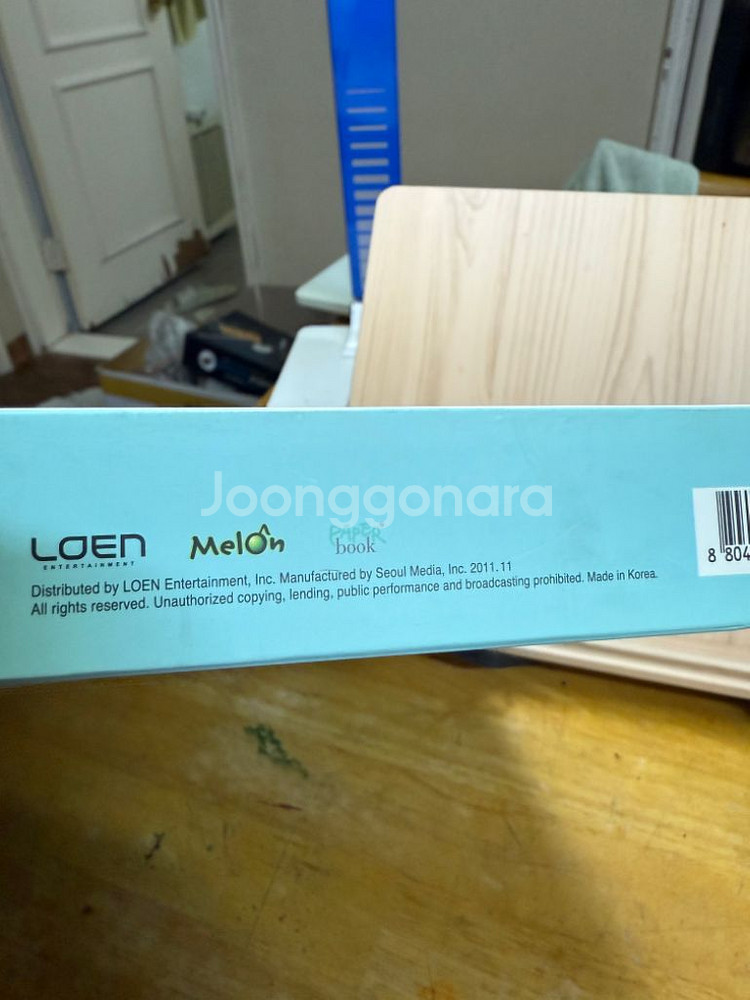 Joonggonara
LOEN
ENTERTAINMENT
Melôn
PAPER
book
Distributed by LOEN Entertainment, Inc. Manufactured by Seoul Media, Inc. 2011.11
All rights reserved. Unauthorized copying, lending, public performance and broadcasting prohibited. Made in Korea.
8 804